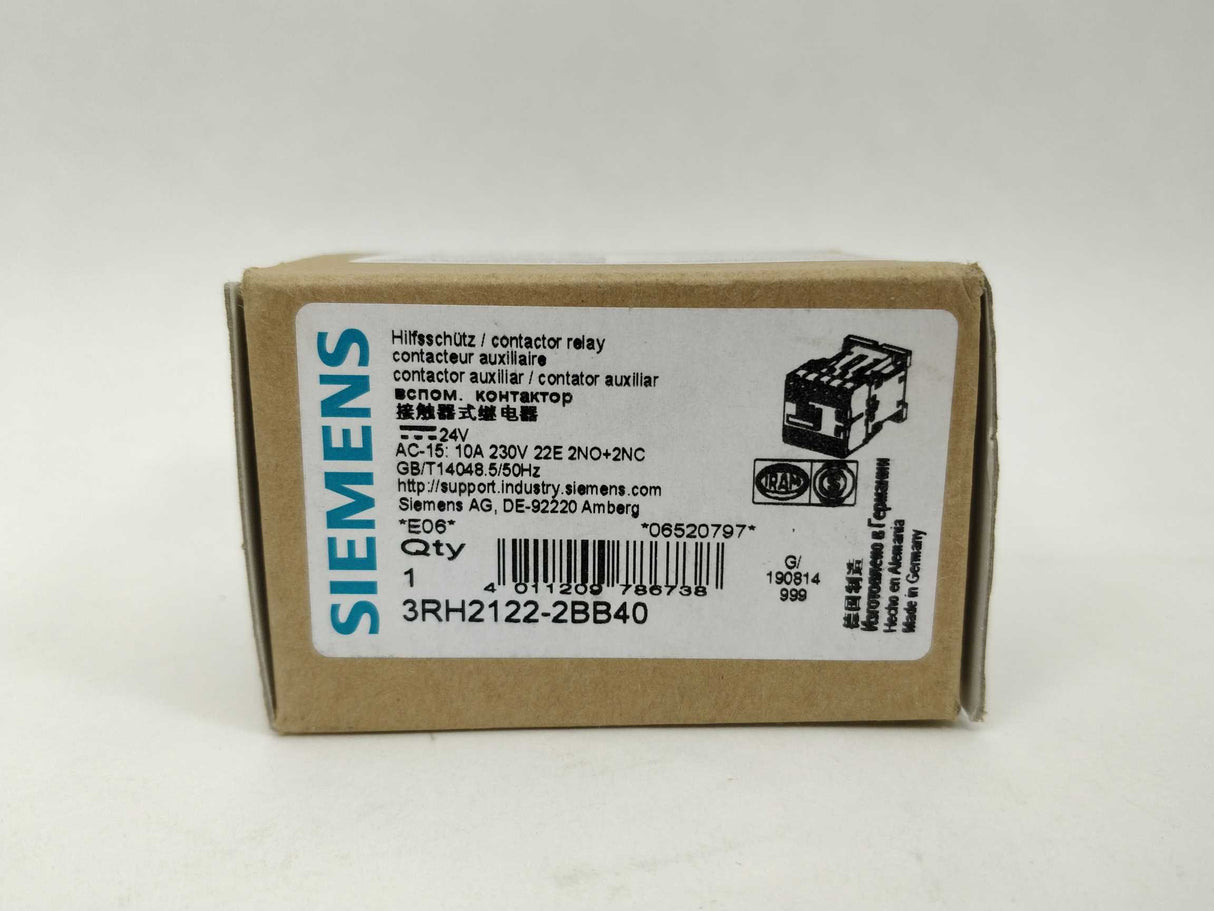 SIEMENS
Hilfsschütz / contactor relay
contacteur auxiliaire
contactor auxiliar / contator auxiliar
вспом. контактор
接触器式继电器
24V
AC-15: 10A 230V 22E 2NO+2NC
GB/T14048.5/50Hz
http://support.industry.siemens.com
Siemens AG, DE-92220 Amberg
*E06* *06520797*
Qty
1
4 011209 786738
3RH2122-2BB40
IRAM S
G/
190814
999
德国制造
Изготовлено в Германии
Hecho en Alemania
Made in Germany